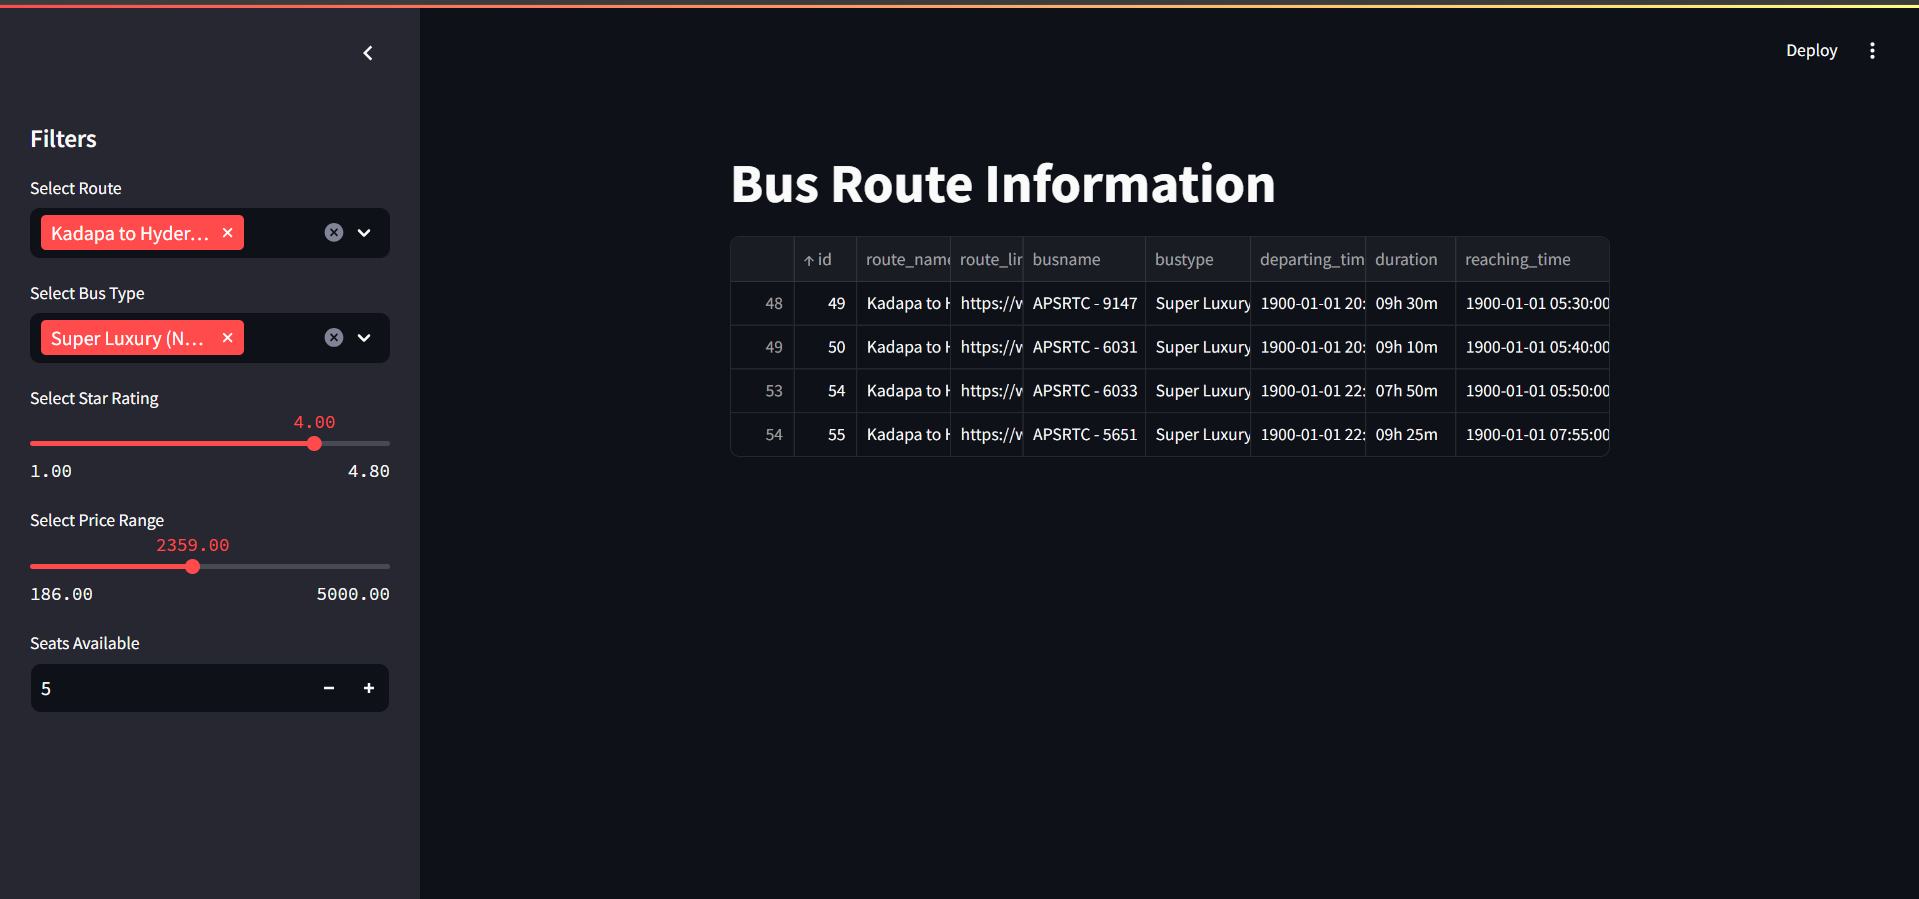 Deploy
Filters
Select Route
Kadapa to Hyder...
Select Bus Type
Super Luxury (N...
Select Star Rating
4.00
1.00 4.80
Select Price Range
2359.00
186.00 5000.00
Seats Available
5
Bus Route Information
id route_name route_lin busname bustype departing_tim duration reaching_time
48 49 Kadapa to H https://w APSRTC - 9147 Super Luxury 1900-01-01 20: 09h 30m 1900-01-01 05:30:00
49 50 Kadapa to H https://w APSRTC - 6031 Super Luxury 1900-01-01 20: 09h 10m 1900-01-01 05:40:00
53 54 Kadapa to H https://w APSRTC - 6033 Super Luxury 1900-01-01 22: 07h 50m 1900-01-01 05:50:00
54 55 Kadapa to H https://w APSRTC - 5651 Super Luxury 1900-01-01 22: 09h 25m 1900-01-01 07:55:00